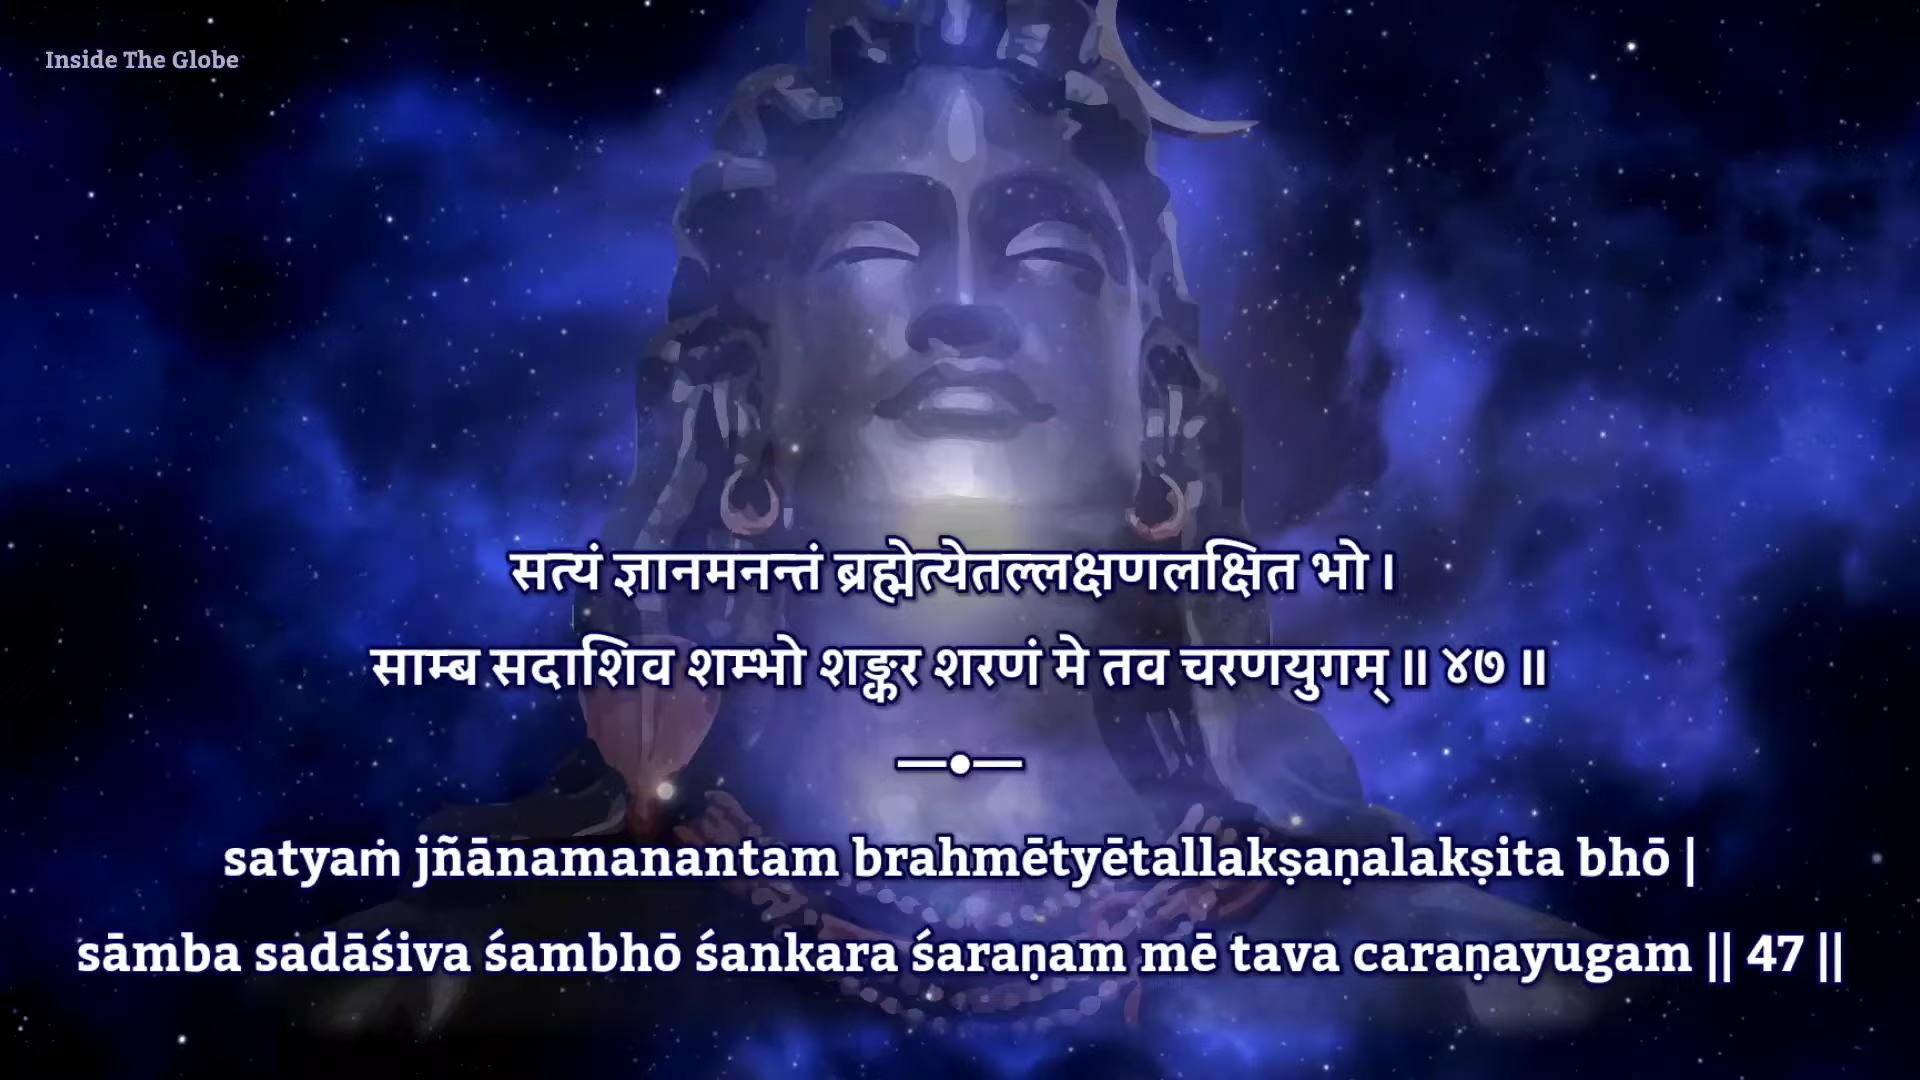 Inside The Globe
सत्यं ज्ञानमनन्तं ब्रह्मेत्येतल्लक्षणलक्षित भो ।
साम्ब सदाशिव शम्भो शङ्कर शरणं मे तव चरणयुगम् ॥ ४७ ॥
satyaṁ jñānamanantam brahmētyētallakṣaṇalakṣita bhō |
sāmba sadāśiva śambhō śankara śaraṇam mē tava caraṇayugam || 47 ||